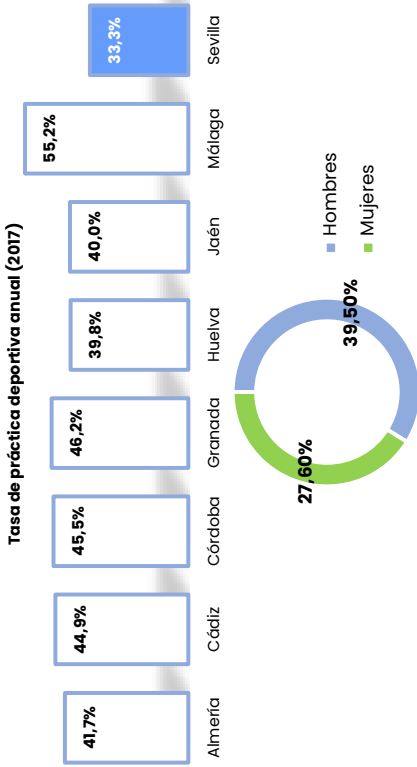 Tasa de práctica deportiva anual (2017)
41,7%
44,9%
45,5%
46,2%
39,8%
40,0%
55,2%
33,3%
Almería
Cádiz
Córdoba
Granada
Huelva
Jaén
Málaga
Sevilla
27,60%
39,50%
Hombres
Mujeres